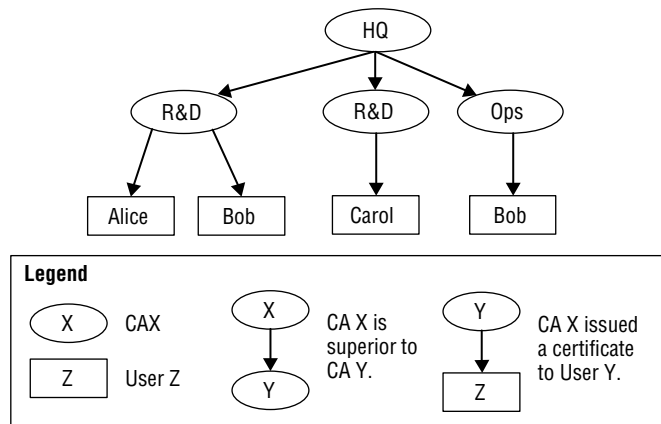 HQ
R&D
R&D
Ops
Alice
Bob
Carol
Bob
Legend
X
CAX
Z
User Z
X
Y
CA X is
superior to
CA Y.
Y
Z
CA X issued
a certificate
to User Y.